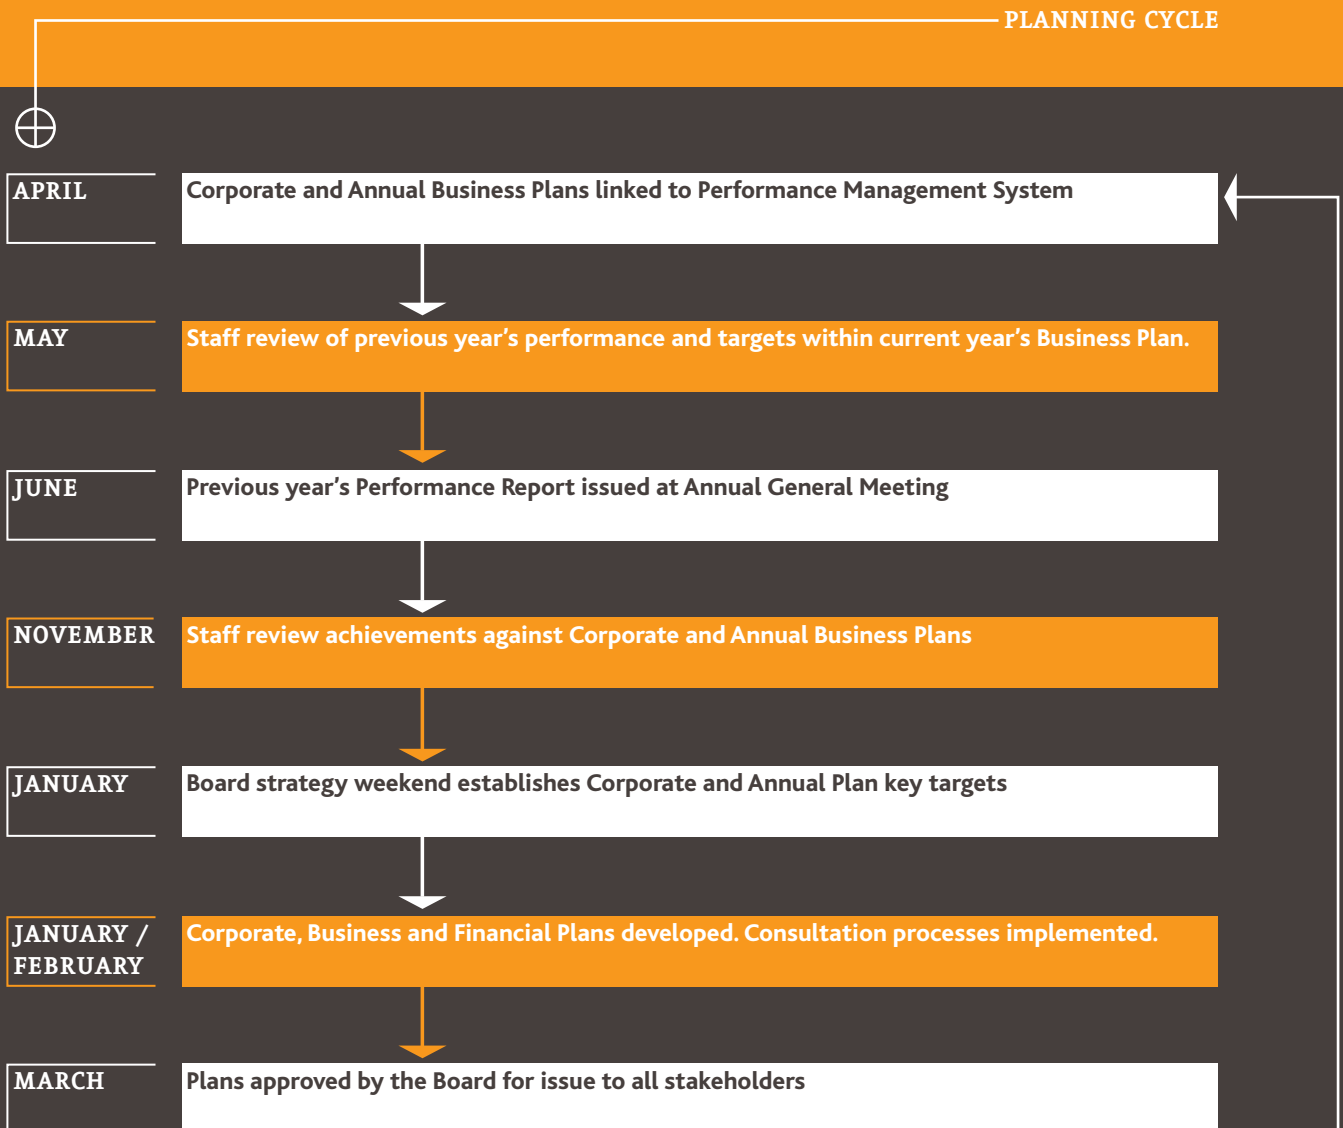 PLANNING CYCLE
APRIL
Corporate and Annual Business Plans linked to Performance Management System
MAY
Staff review of previous year’s performance and targets within current year’s Business Plan.
JUNE
Previous year’s Performance Report issued at Annual General Meeting
NOVEMBER
Staff review achievements against Corporate and Annual Business Plans
JANUARY
Board strategy weekend establishes Corporate and Annual Plan key targets
JANUARY /
FEBRUARY
Corporate, Business and Financial Plans developed. Consultation processes implemented.
MARCH
Plans approved by the Board for issue to all stakeholders